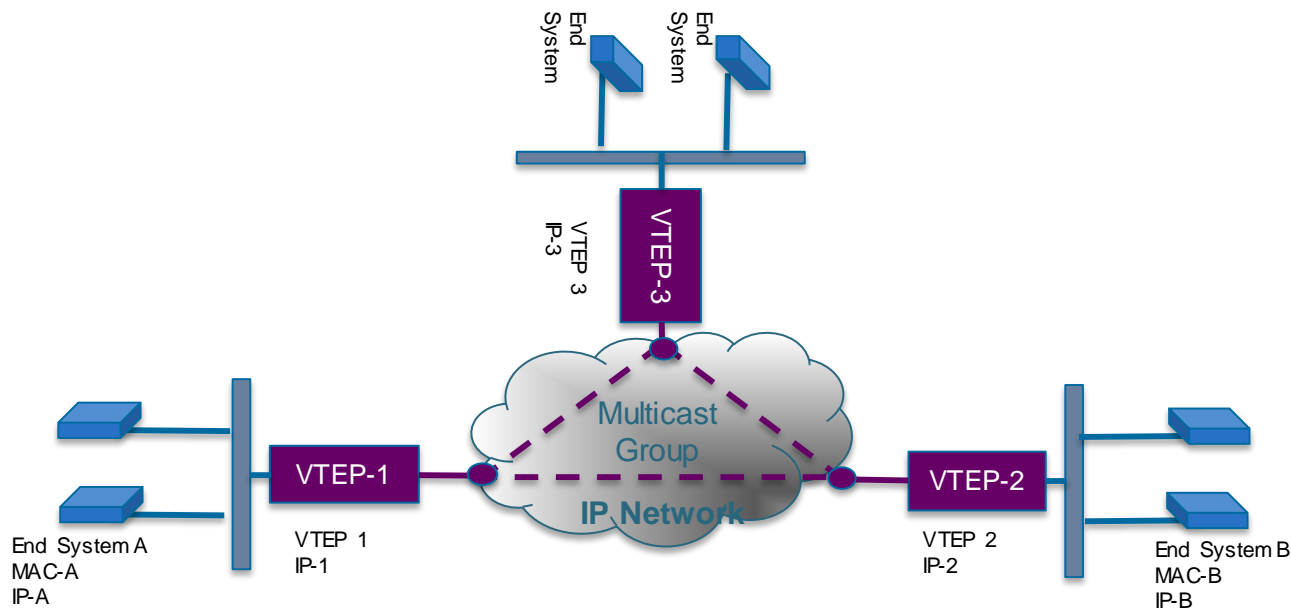 End
System
End
System
VTEP-3
VTEP 3
IP-3
Multicast
Group
IP Network
VTEP-1
VTEP 1
IP-1
End System A
MAC-A
IP-A
VTEP-2
VTEP 2
IP-2
End System B
MAC-B
IP-B